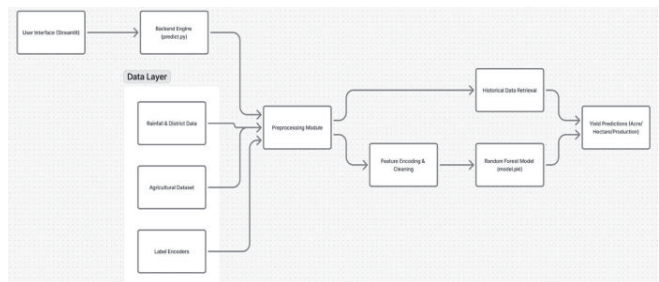 User Interface (Streamlit)
Backend Engine
(predict.py)
Data Layer
Rainfall & District Data
Agricultural Dataset
Label Encoders
Preprocessing Module
Historical Data Retrieval
Feature Encoding &
Cleaning
Random Forest Model
(model.pkl)
Yield Predictions (Acre/
Hectare/Production)